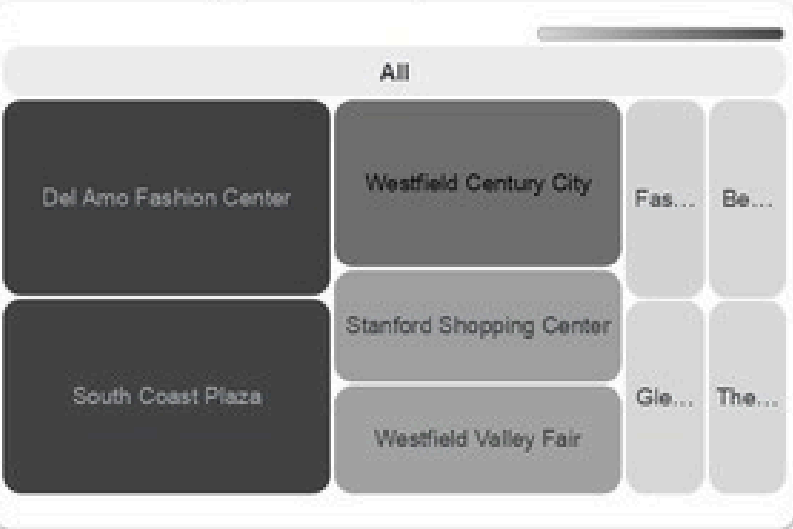 All
Del Amo Fashion Center
South Coast Plaza
Westfield Century City
Stanford Shopping Center
Westfield Valley Fair
Fas...
Be...
Gle...
The...